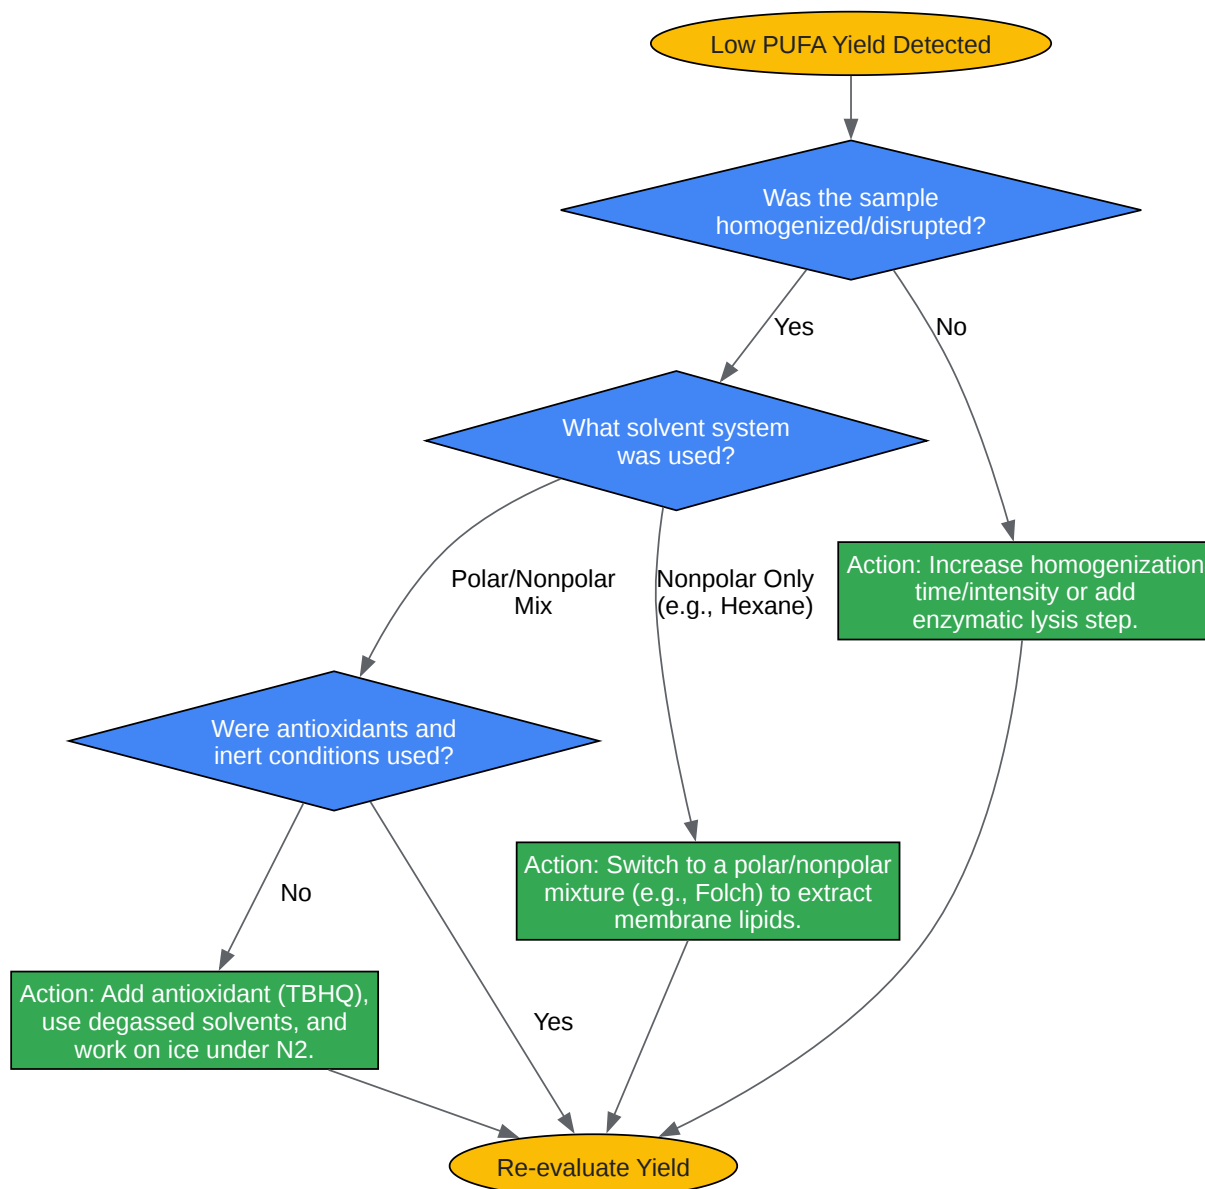 Low PUFA Yield Detected
Was the sample
homogenized/disrupted?
Yes
No
What solvent system
was used?
Polar/Nonpolar
Mix
Nonpolar Only
(e.g., Hexane)
Action: Increase homogenization
time/intensity or add
enzymatic lysis step.
Were antioxidants and
inert conditions used?
Action: Switch to a polar/nonpolar
mixture (e.g., Folch) to extract
membrane lipids.
No
Yes
Action: Add antioxidant (TBHQ),
use degassed solvents, and
work on ice under N2.
Re-evaluate Yield